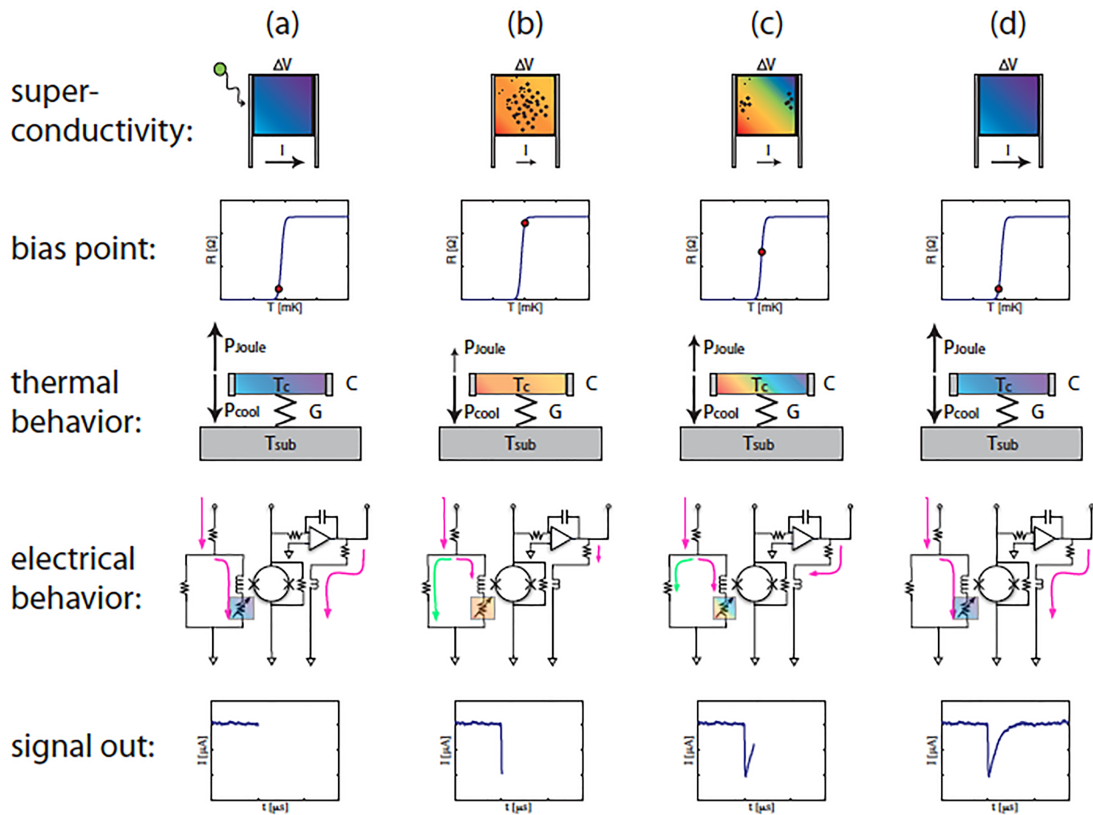 (a) (b) (c) (d)
super-
conductivity:
ΔV ΔV ΔV ΔV
I I I I
bias point:
R [Ω] R [Ω] R [Ω] R [Ω]
T [mK] T [mK] T [mK] T [mK]
thermal
behavior:
PJoule PJoule PJoule PJoule
Tc C Tc C Tc C Tc C
Pcool G Pcool G Pcool G Pcool G
Tsub Tsub Tsub Tsub
electrical
behavior:
signal out:
I [μA] I [μA] I [μA] I [μA]
t [μs] t [μs] t [μs] t [μs]